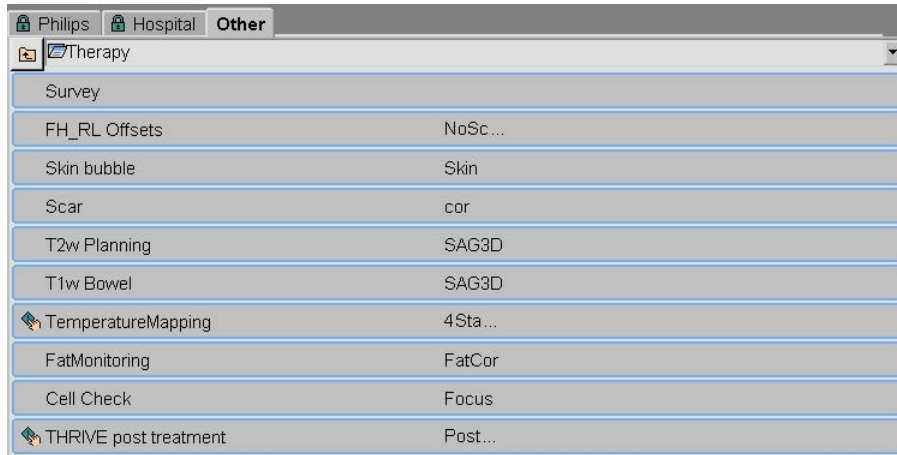 Philips Hospital Other
Therapy
Survey
FH_RL Offsets NoSc...
Skin bubble Skin
Scar cor
T2w Planning SAG3D
T1w Bowel SAG3D
TemperatureMapping 4Sta...
FatMonitoring FatCor
Cell Check Focus
THRIVE post treatment Post...